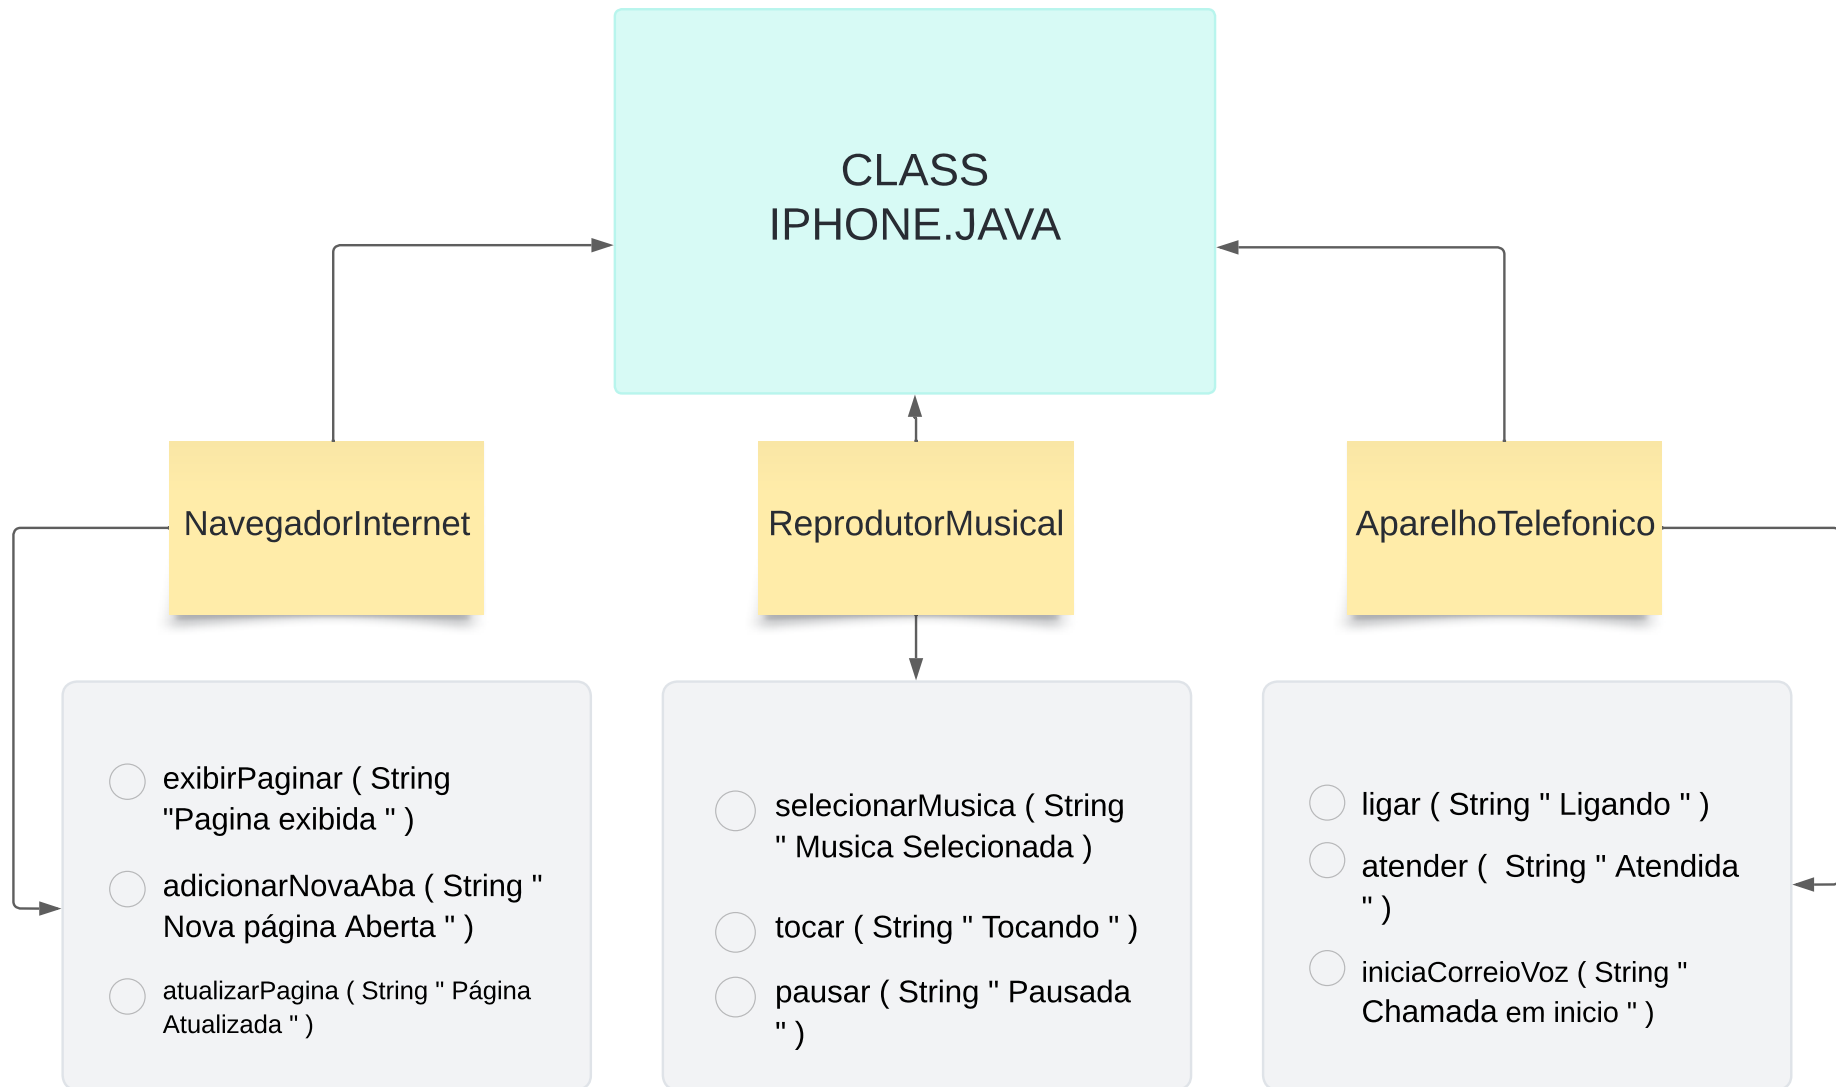 CLASS
IPHONE.JAVA
NavegadorInternet
ReprodutorMusical
AparelhoTelefonico
exibirPaginar ( String
"Pagina exibida " )
adicionarNovaAba ( String "
Nova página Aberta " )
atualizarPagina ( String " Página
Atualizada " )
selecionarMusica ( String
" Musica Selecionada )
tocar ( String " Tocando " )
pausar ( String " Pausada
" )
ligar ( String " Ligando " )
atender (  String " Atendida
" )
iniciaCorreioVoz ( String "
Chamada em inicio " )